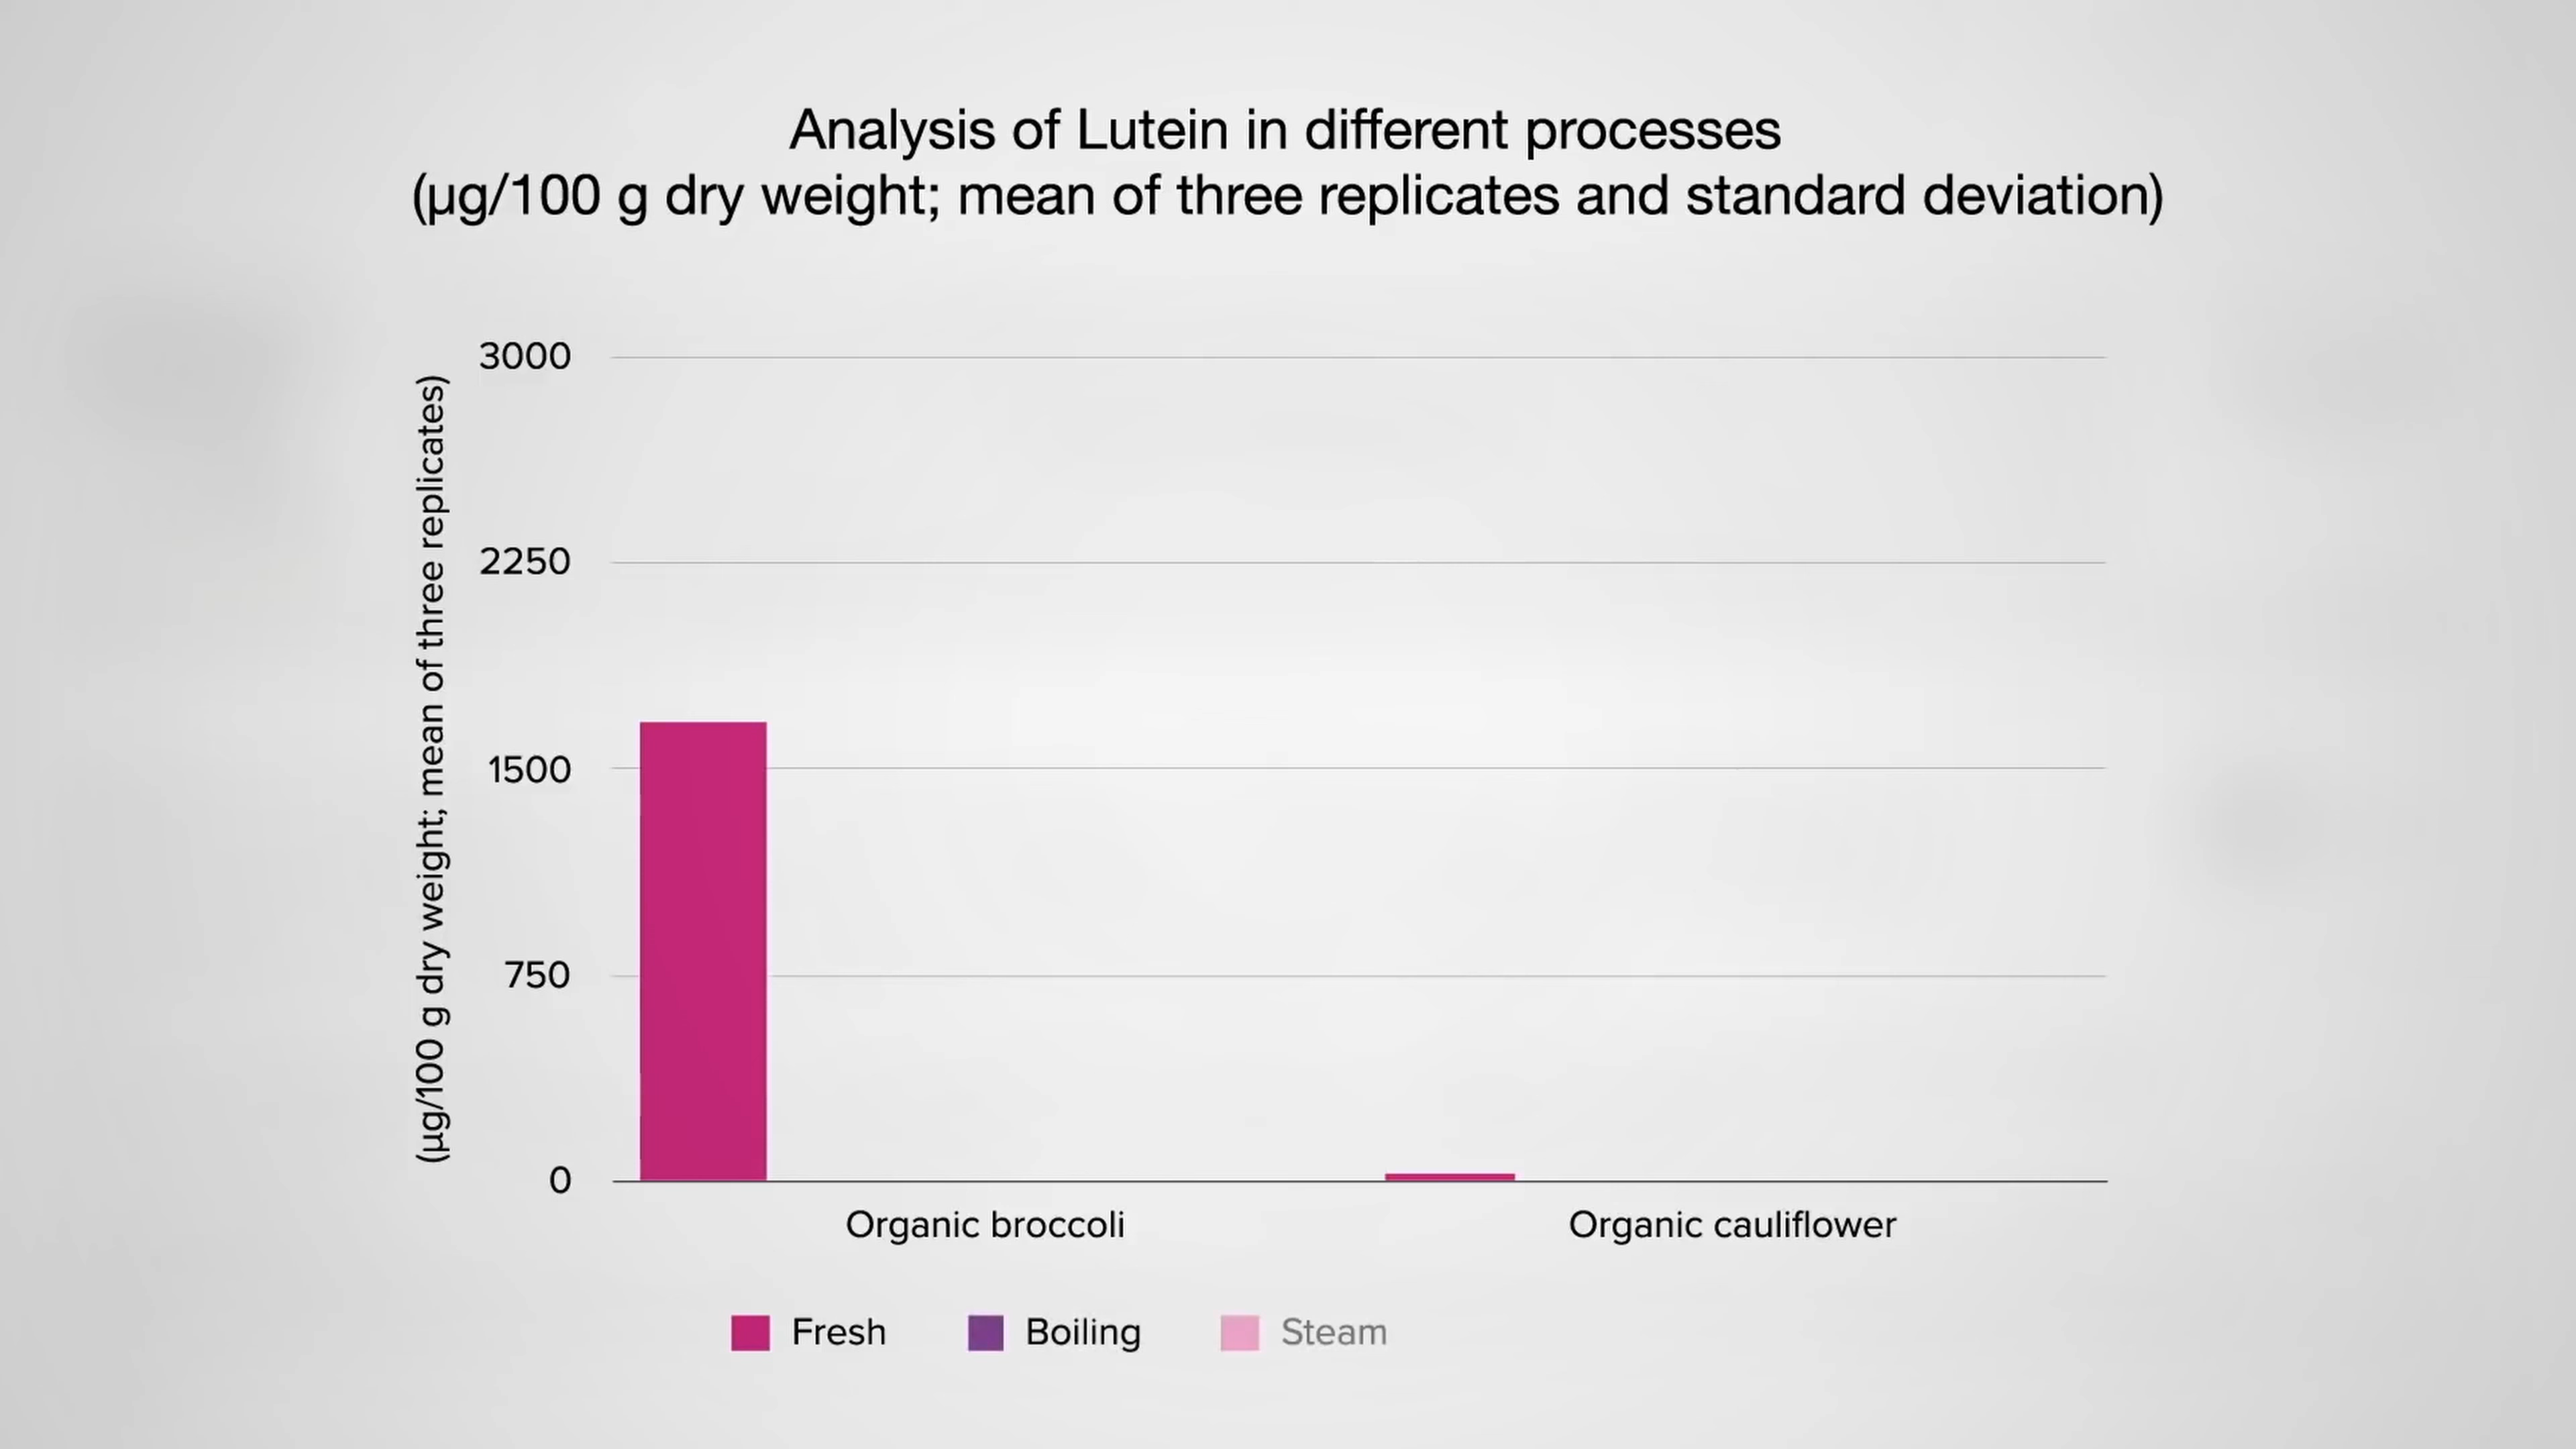 Analysis of Lutein in different processes
(µg/100 g dry weight; mean of three replicates and standard deviation)
(µg/100 g dry weight; mean of three replicates)
3000
2250
1500
750
0
Organic broccoli
Organic cauliflower
Fresh
Boiling
Steam